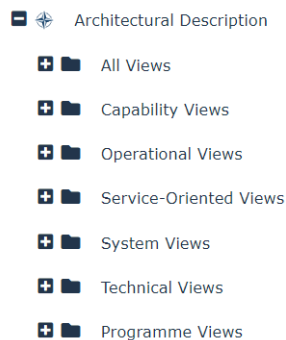 Architectural Description
All Views
Capability Views
Operational Views
Service-Oriented Views
System Views
Technical Views
Programme Views